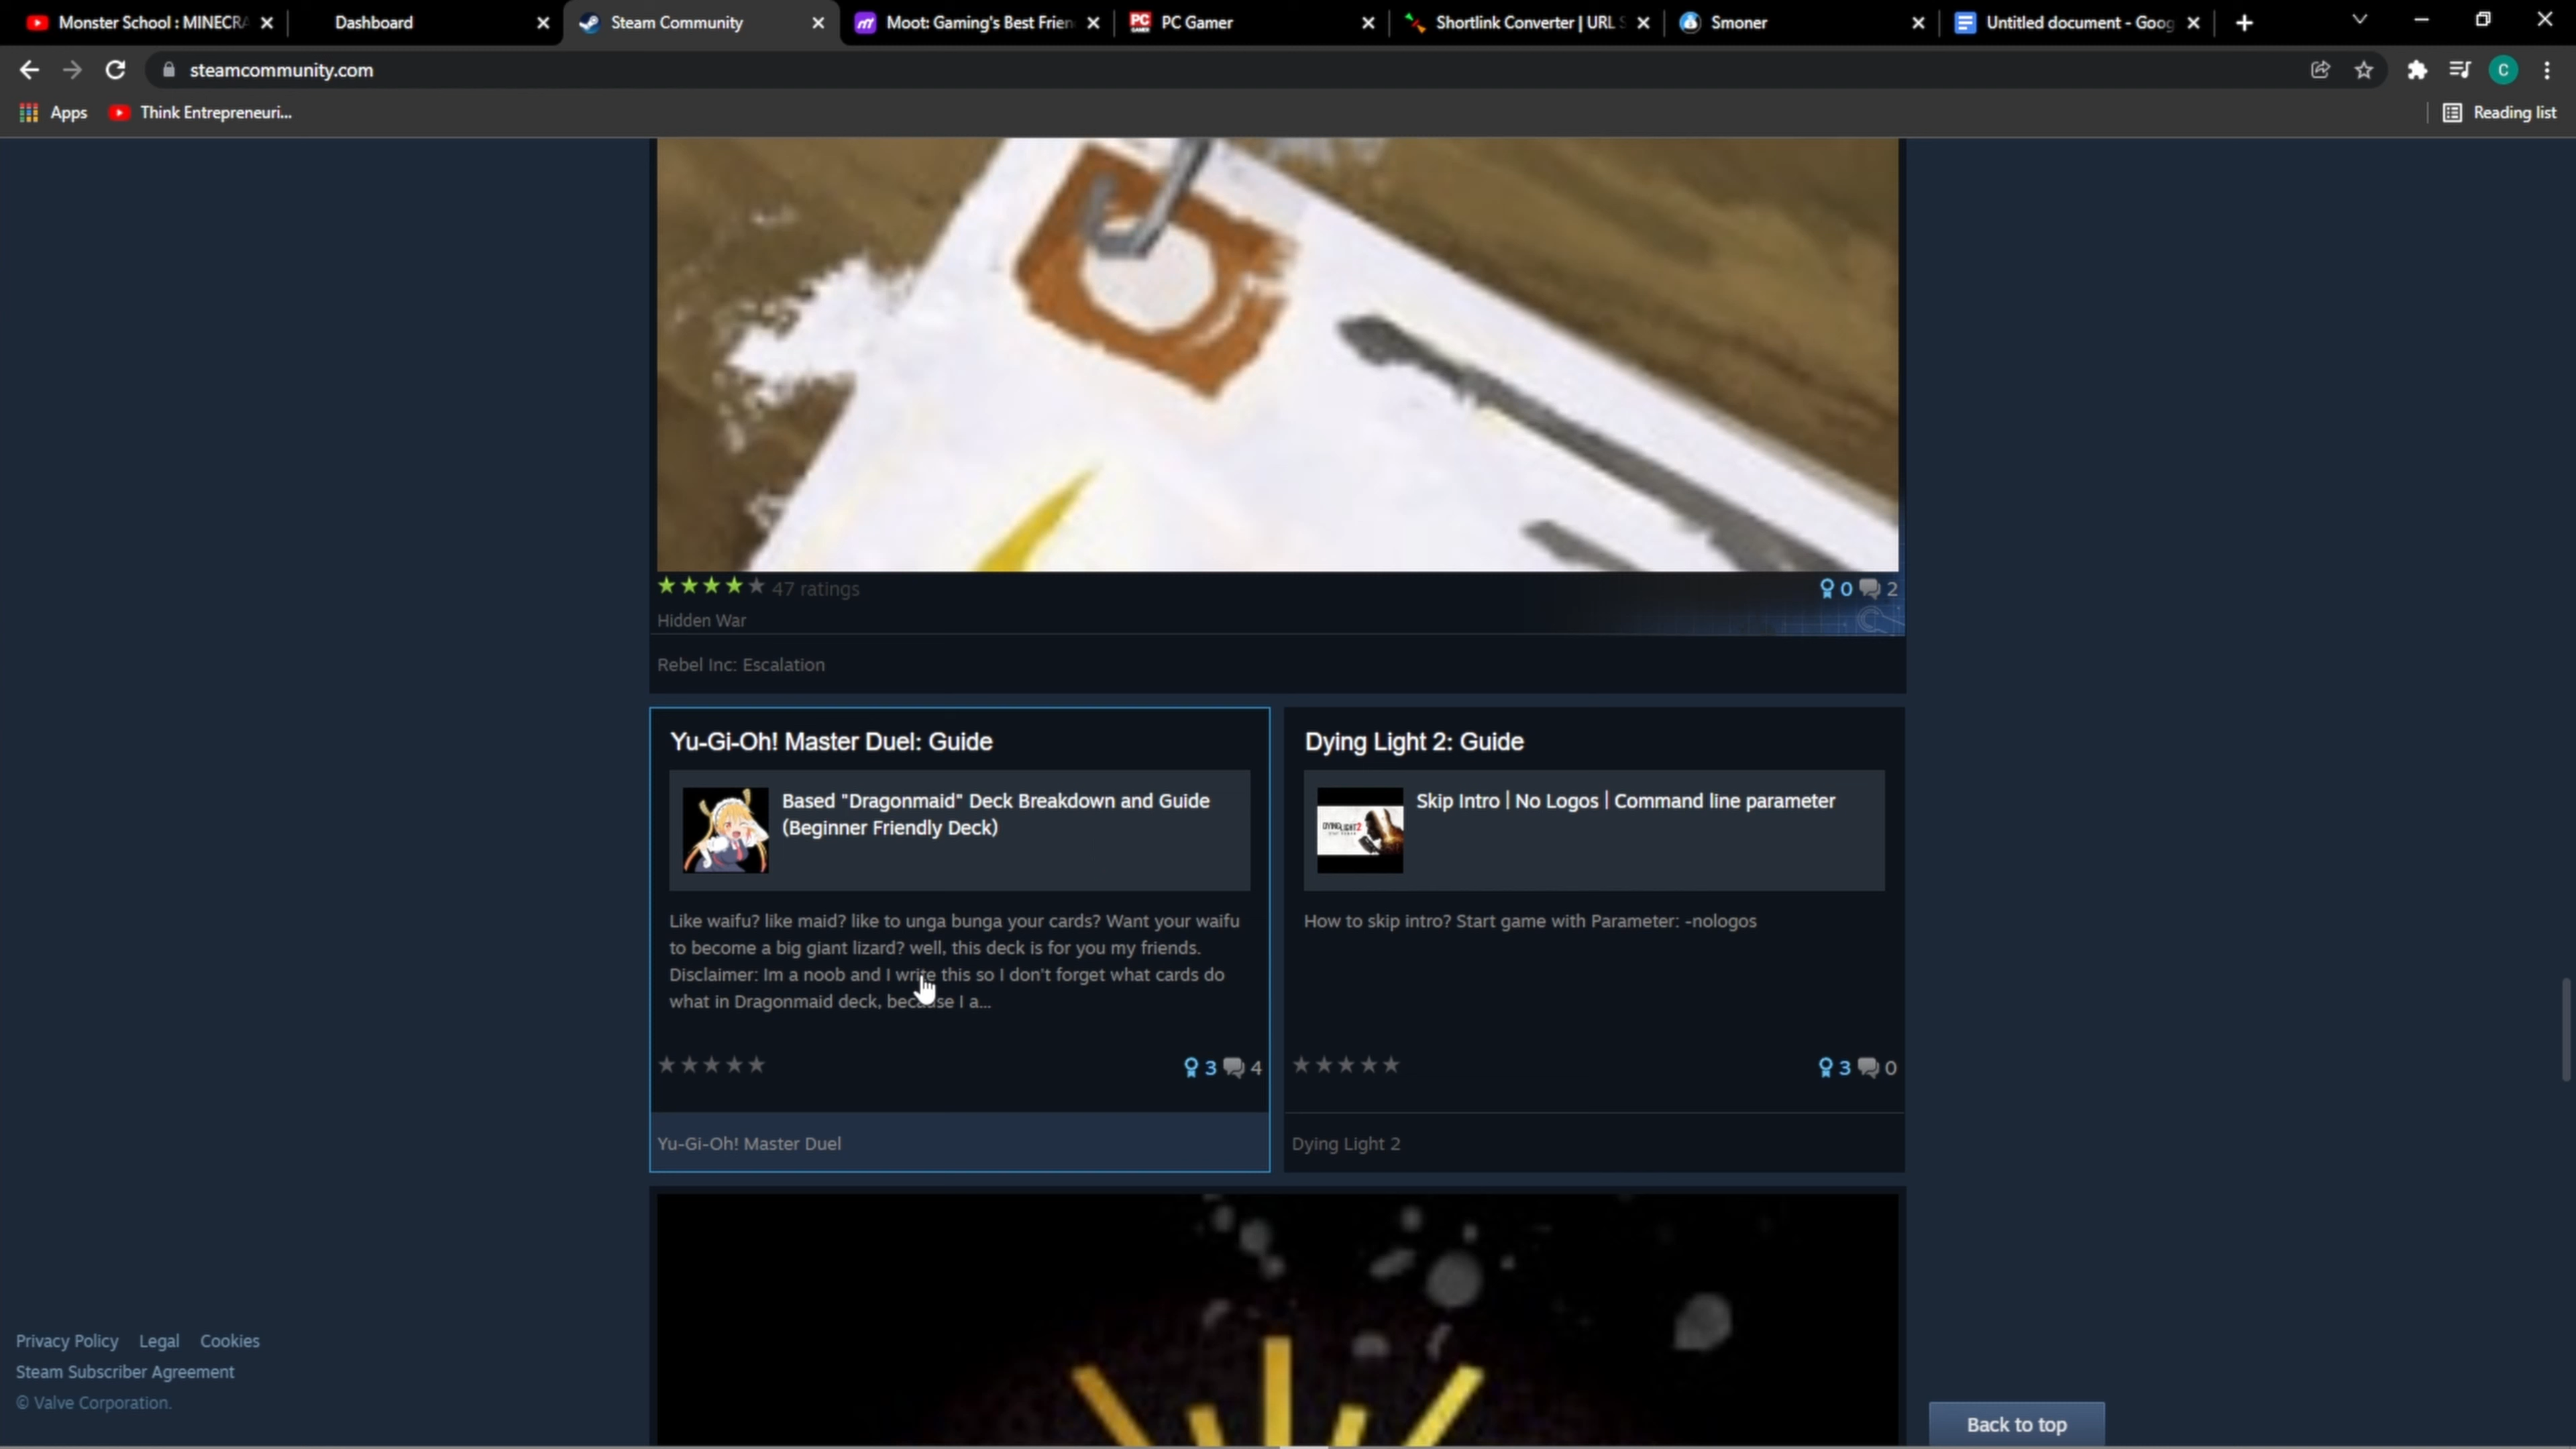 Monster School : MINECRA
Dashboard
Steam Community
Moot: Gaming's Best Frien
PC GAMER
PC Gamer
Shortlink Converter | URL S
Smoner
Untitled document - Goog
steamcommunity.com
C
Apps
Think Entrepreneuri...
Reading list
47 ratings
0
2
Hidden War
Rebel Inc: Escalation
Yu-Gi-Oh! Master Duel: Guide
Based "Dragonmaid" Deck Breakdown and Guide
(Beginner Friendly Deck)
Like waifu? like maid? like to unga bunga your cards? Want your waifu
to become a big giant lizard? well, this deck is for you my friends.
Disclaimer: Im a noob and I write this so I don't forget what cards do
what in Dragonmaid deck, because I a...
3
4
Yu-Gi-Oh! Master Duel
Dying Light 2: Guide
Skip Intro | No Logos | Command line parameter
How to skip intro? Start game with Parameter: -nologos
3
0
Dying Light 2
Privacy Policy Legal Cookies
Steam Subscriber Agreement
© Valve Corporation.
Back to top